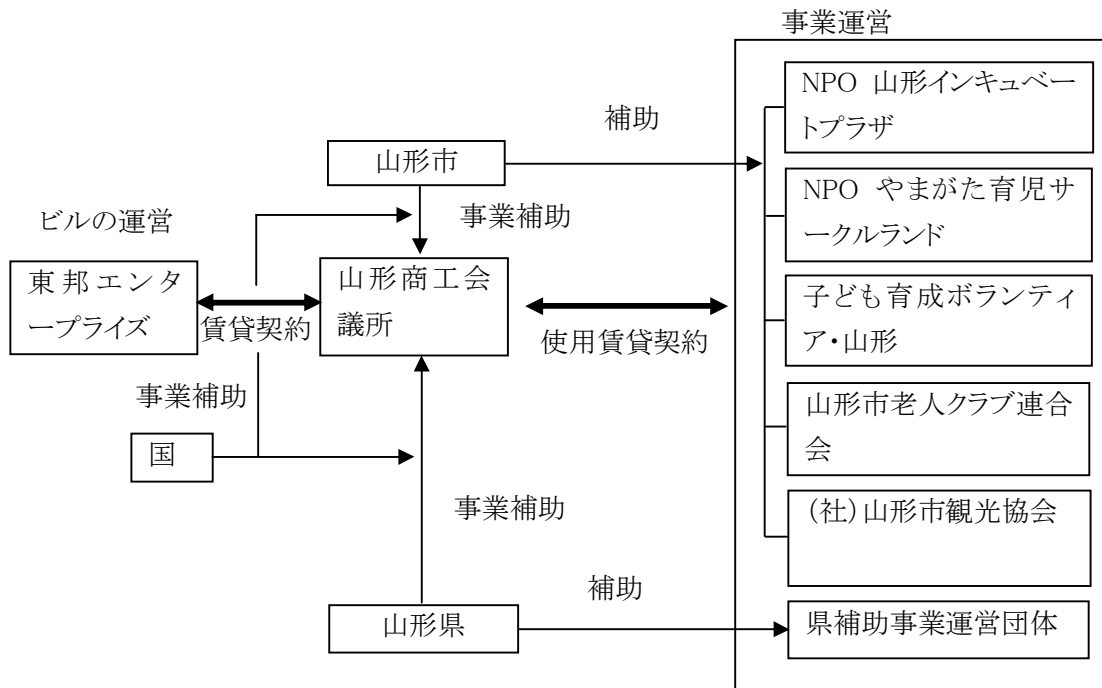 事業運営
NPO 山形インキュベー
トプラザ
補助
山形市
NPO やまがた育児サ
ークルランド
事業補助
ビルの運営
東邦エンタ
ープライズ
賃貸契約
山形商工会
議所
使用賃貸契約
子ども育成ボランティ
ア・山形
事業補助
国
山形市老人クラブ連合
会
事業補助
(社)山形市観光協会
補助
山形県
県補助事業運営団体